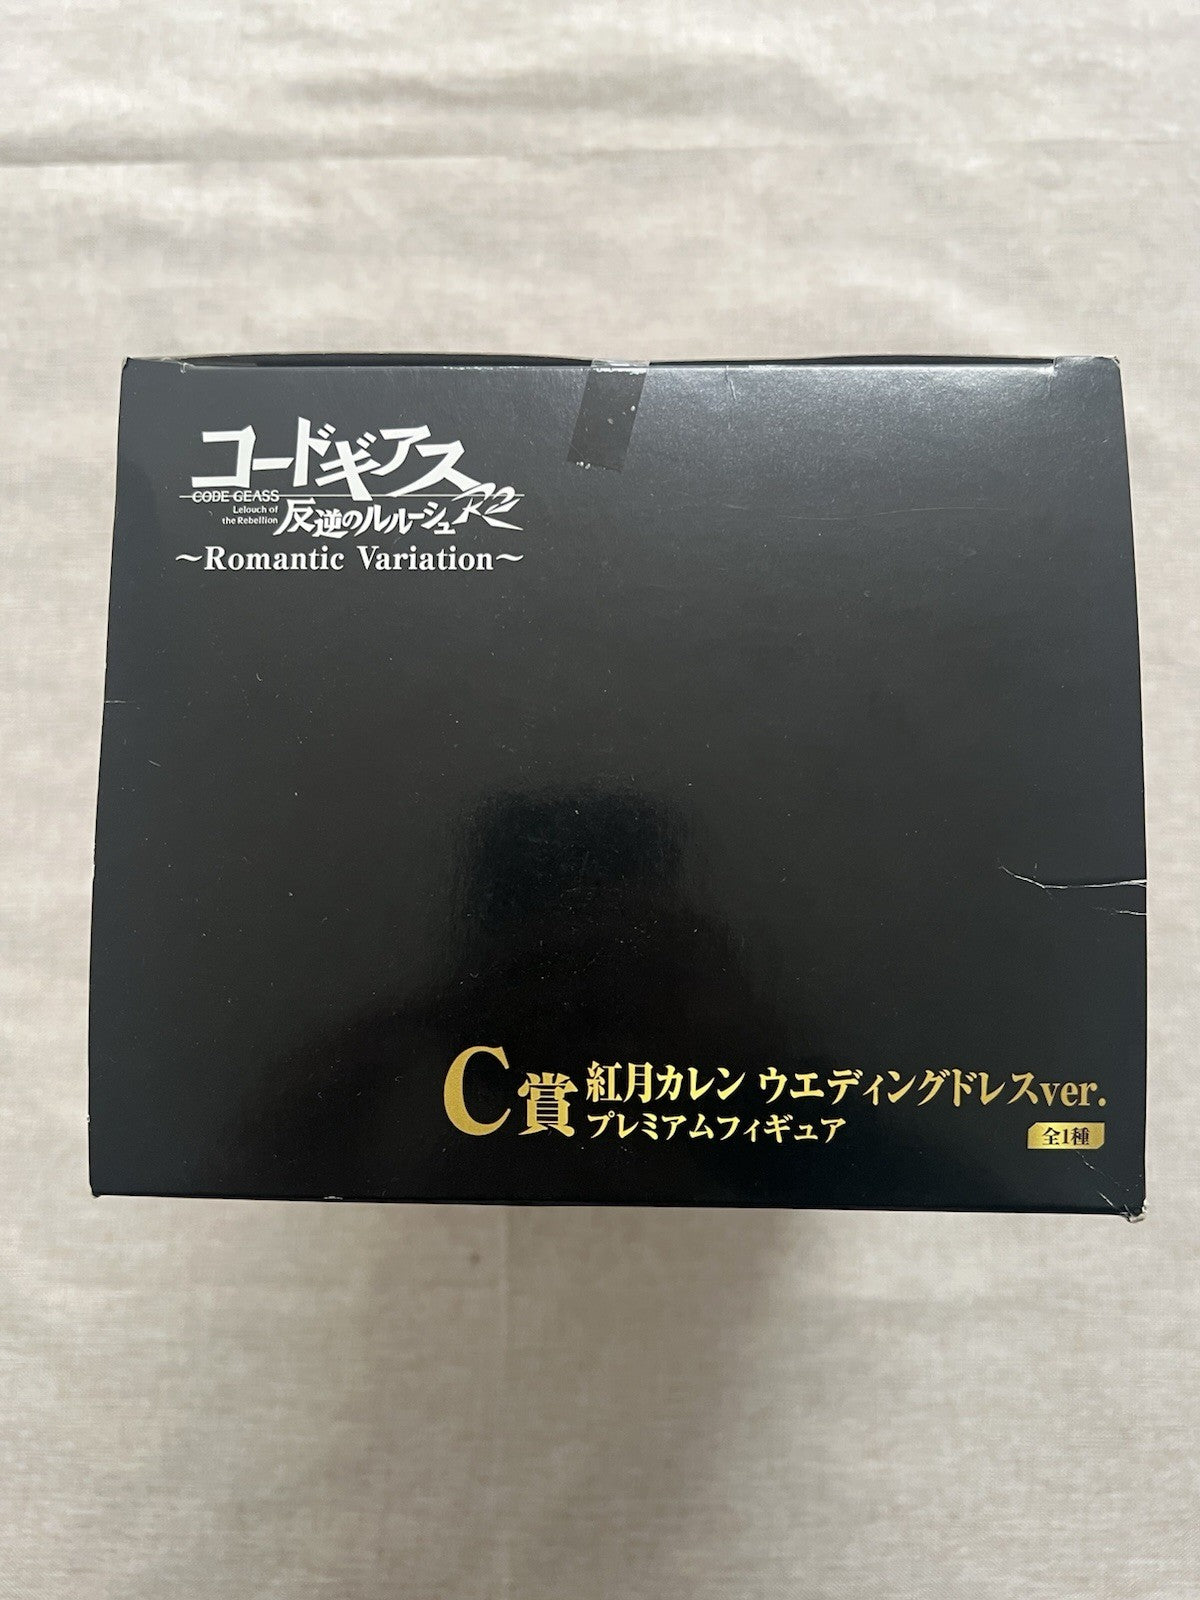 コードギアス
CODE GEASS
Lelouch of
the Rebellion
反逆のルルーシュ R2
～Romantic Variation～
C賞 紅月カレン ウエディングドレスver.
プレミアムフィギュア
全1種